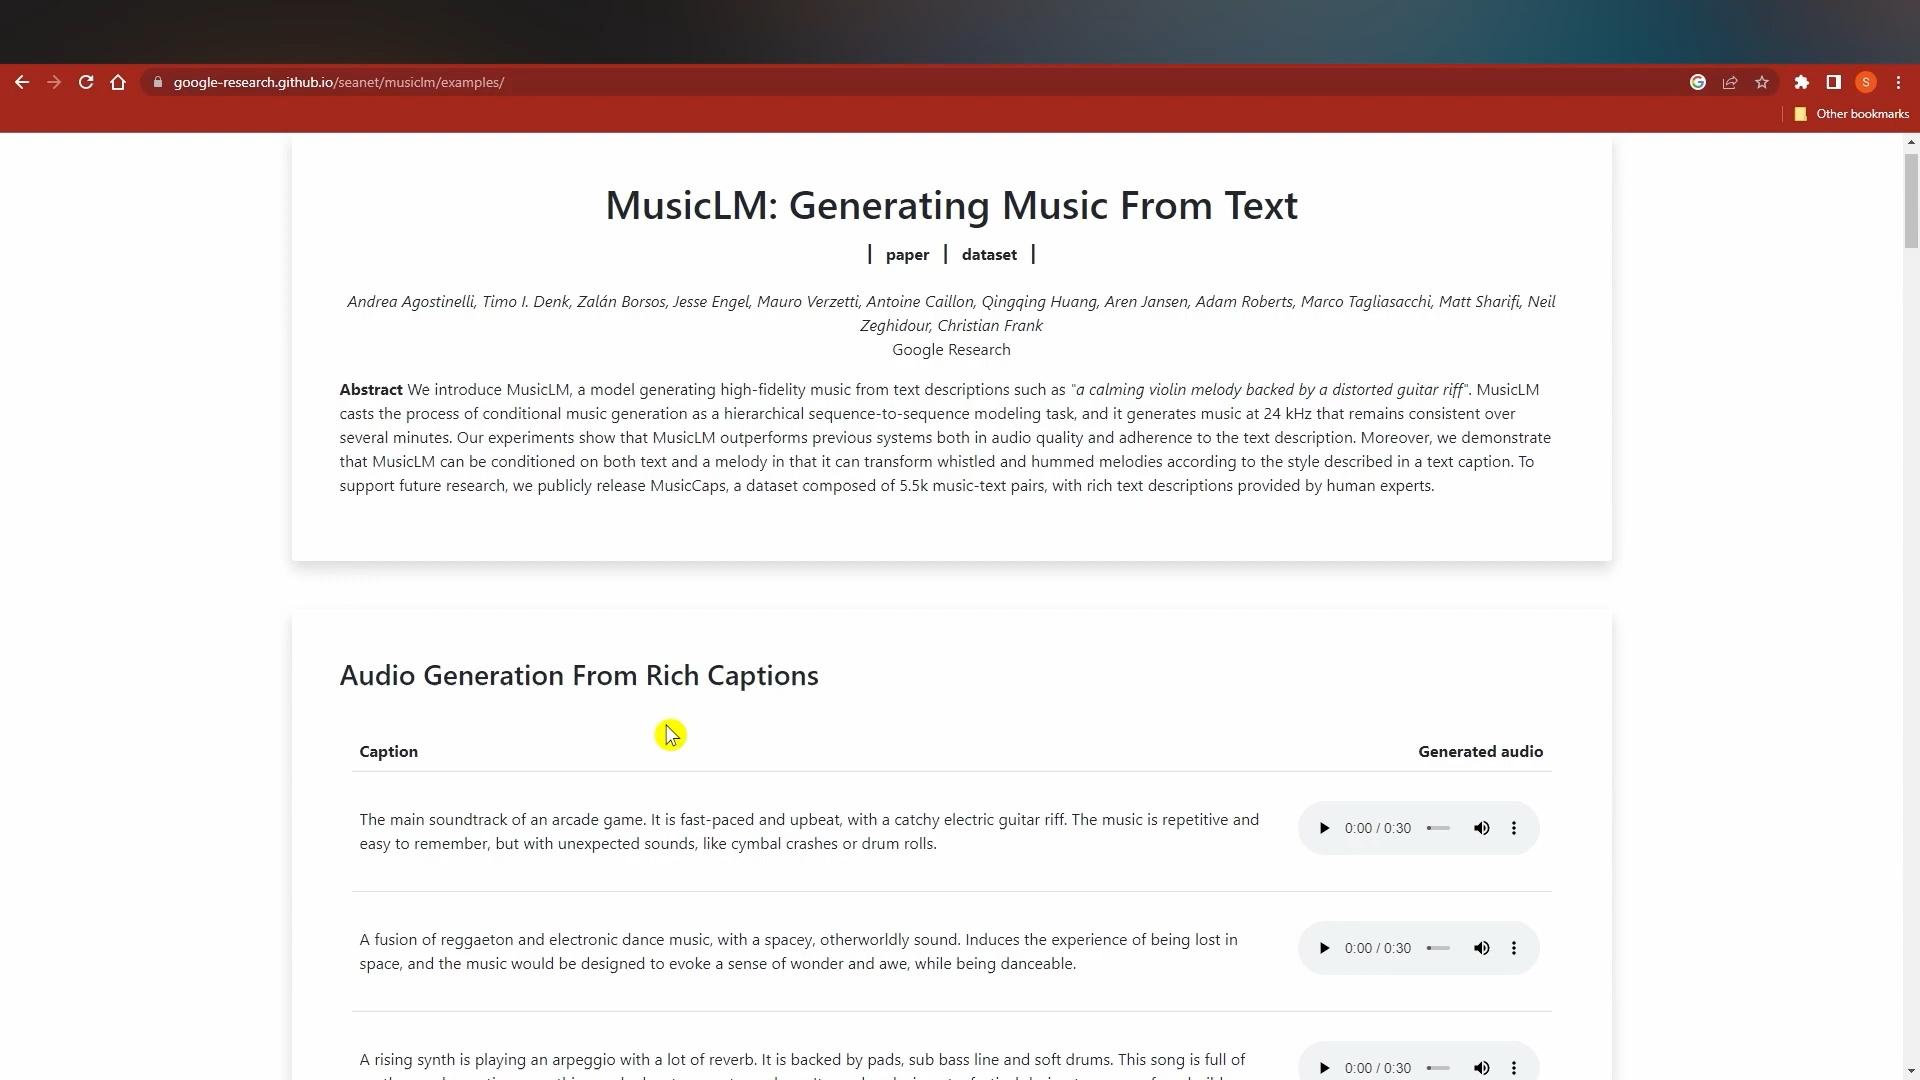 google-research.github.io/seanet/musiclm/examples/
S
Other bookmarks
MusicLM: Generating Music From Text
| paper | dataset |
Andrea Agostinelli, Timo I. Denk, Zalán Borsos, Jesse Engel, Mauro Verzetti, Antoine Caillon, Qingqing Huang, Aren Jansen, Adam Roberts, Marco Tagliasacchi, Matt Sharifi, Neil
Zeghidour, Christian Frank
Google Research
Abstract We introduce MusicLM, a model generating high-fidelity music from text descriptions such as "a calming violin melody backed by a distorted guitar riff". MusicLM
casts the process of conditional music generation as a hierarchical sequence-to-sequence modeling task, and it generates music at 24 kHz that remains consistent over
several minutes. Our experiments show that MusicLM outperforms previous systems both in audio quality and adherence to the text description. Moreover, we demonstrate
that MusicLM can be conditioned on both text and a melody in that it can transform whistled and hummed melodies according to the style described in a text caption. To
support future research, we publicly release MusicCaps, a dataset composed of 5.5k music-text pairs, with rich text descriptions provided by human experts.
Audio Generation From Rich Captions
Caption
Generated audio
The main soundtrack of an arcade game. It is fast-paced and upbeat, with a catchy electric guitar riff. The music is repetitive and
easy to remember, but with unexpected sounds, like cymbal crashes or drum rolls.
0:00 / 0:30
A fusion of reggaeton and electronic dance music, with a spacey, otherworldly sound. Induces the experience of being lost in
space, and the music would be designed to evoke a sense of wonder and awe, while being danceable.
0:00 / 0:30
A rising synth is playing an arpeggio with a lot of reverb. It is backed by pads, sub bass line and soft drums. This song is full of
0:00 / 0:30